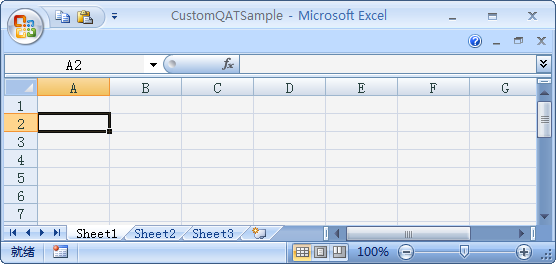 CustomQATSample - Microsoft Excel
A2
fx
A B C D E F G
1
2
3
4
5
6
7
Sheet1 Sheet2 Sheet3
就绪 100%